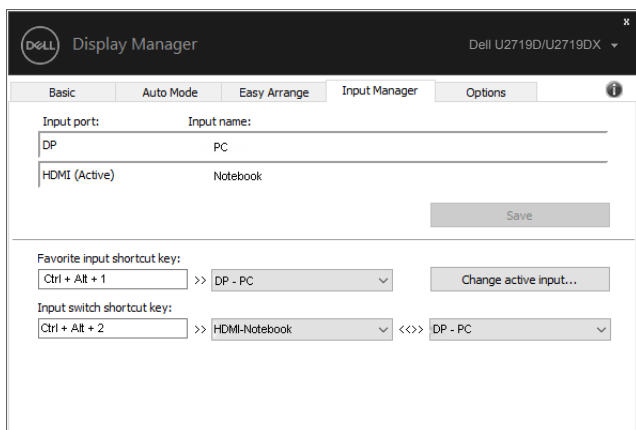 x
DELL Display Manager Dell U2719D/U2719DX
Basic Auto Mode Easy Arrange Input Manager Options i
Input port: Input name:
DP PC
HDMI (Active) Notebook
Save
Favorite input shortcut key:
Ctrl + Alt + 1 >> DP - PC Change active input...
Input switch shortcut key:
Ctrl + Alt + 2 >> HDMI-Notebook <<>> DP - PC